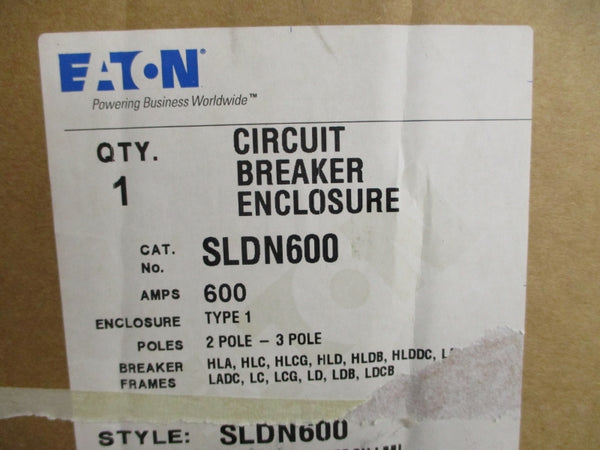 EATON
Powering Business Worldwide™
QTY.
1
CIRCUIT
BREAKER
ENCLOSURE
CAT.
No.
SLDN600
AMPS 600
ENCLOSURE TYPE 1
POLES 2 POLE – 3 POLE
BREAKER
FRAMES
HLA, HLC, HLCG, HLD, HLDB, HLDDC,
LADC, LC, LCG, LD, LDB, LDCB
STYLE: SLDN600